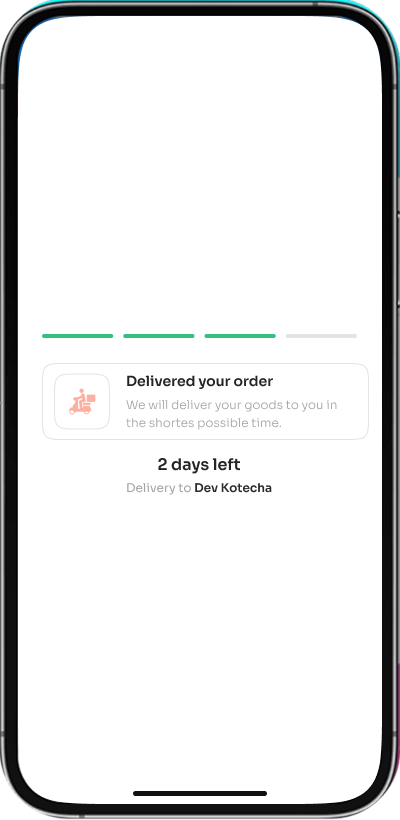 Delivered your order
We will deliver your goods to you in
the shortes possible time.
2 days left
Delivery to Dev Kotecha